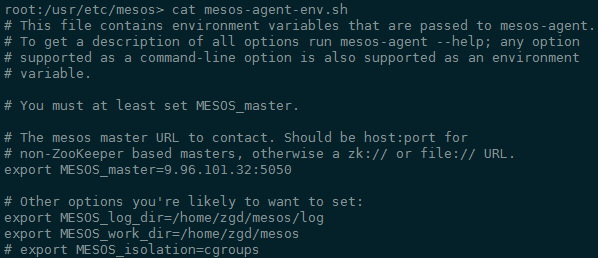 root:/usr/etc/mesos> cat mesos-agent-env.sh
# This file contains environment variables that are passed to mesos-agent.
# To get a description of all options run mesos-agent --help; any option
# supported as a command-line option is also supported as an environment
# variable.
# You must at least set MESOS_master.
# The mesos master URL to contact. Should be host:port for
# non-ZooKeeper based masters, otherwise a zk:// or file:// URL.
export MESOS_master=9.96.101.32:5050
# Other options you're likely to want to set:
export MESOS_log_dir=/home/zgd/mesos/log
export MESOS_work_dir=/home/zgd/mesos
# export MESOS_isolation=cgroups